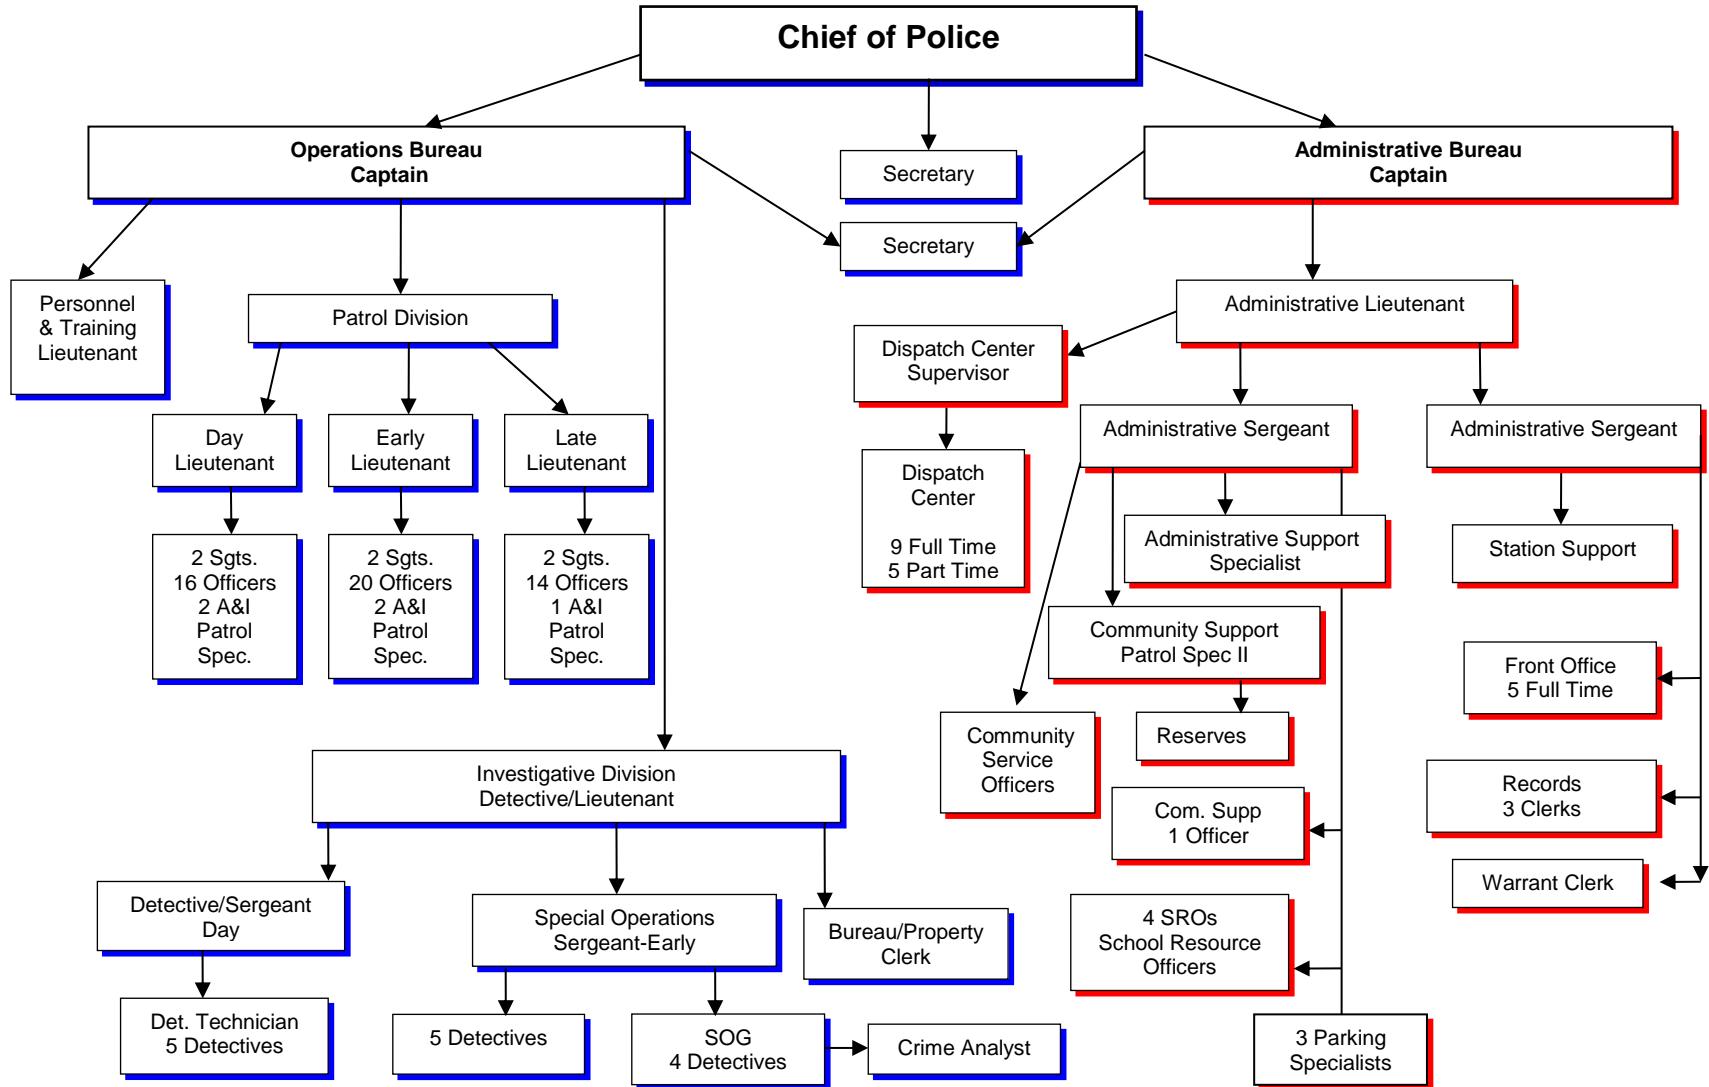 Chief of Police
Operations Bureau
Captain
Secretary
Administrative Bureau
Captain
Secretary
Personnel
& Training
Lieutenant
Patrol Division
Administrative Lieutenant
Dispatch Center
Supervisor
Day
Lieutenant
Early
Lieutenant
Late
Lieutenant
Administrative Sergeant
Administrative Sergeant
Dispatch
Center
9 Full Time
5 Part Time
2 Sgts.
16 Officers
2 A&I
Patrol
Spec.
2 Sgts.
20 Officers
2 A&I
Patrol
Spec.
2 Sgts.
14 Officers
1 A&I
Patrol
Spec.
Administrative Support
Specialist
Station Support
Community Support
Patrol Spec II
Front Office
5 Full Time
Community
Service
Officers
Reserves
Investigative Division
Detective/Lieutenant
Com. Supp
1 Officer
Records
3 Clerks
Warrant Clerk
Detective/Sergeant
Day
Special Operations
Sergeant-Early
Bureau/Property
Clerk
4 SROs
School Resource
Officers
Det. Technician
5 Detectives
5 Detectives
SOG
4 Detectives
Crime Analyst
3 Parking
Specialists